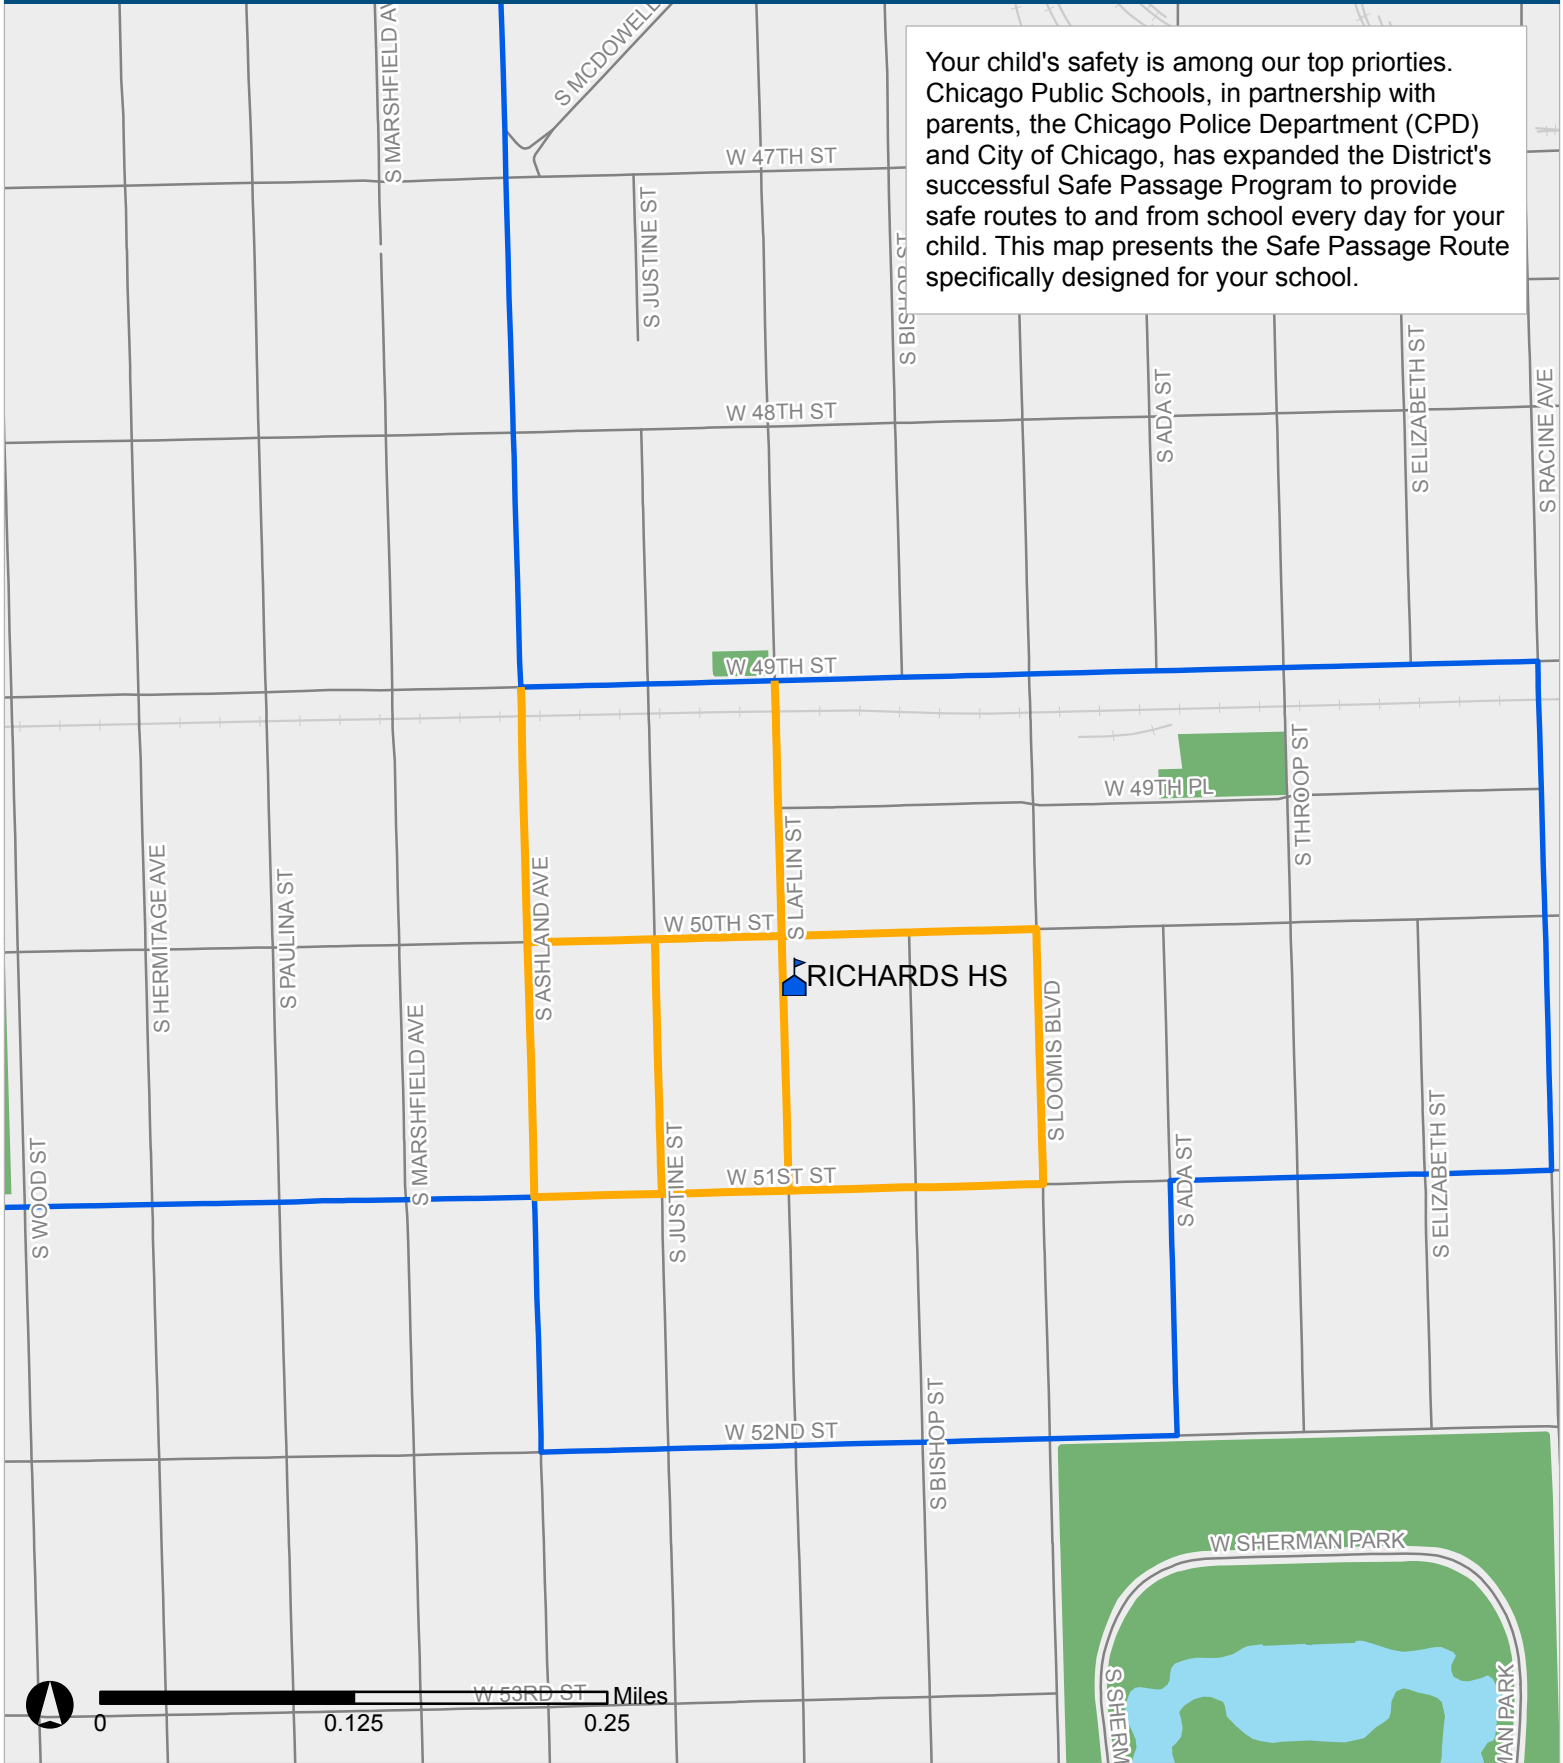 S MARSHFIELD AV
S MCDOWELL
Your child's safety is among our top priorties.
Chicago Public Schools, in partnership with
parents, the Chicago Police Department (CPD)
and City of Chicago, has expanded the District's
successful Safe Passage Program to provide
safe routes to and from school every day for your
child. This map presents the Safe Passage Route
specifically designed for your school.
W 47TH ST
S JUSTINE ST
S BISHOP ST
W 48TH ST
S ADA ST
S ELIZABETH ST
S RACINE AVE
W 49TH ST
W 49TH PL
S THROOP ST
S HERMITAGE AVE
S PAULINA ST
S ASHLAND AVE
S LAFLIN ST
W 50TH ST
RICHARDS HS
S LOOMIS BLVD
S MARSHFIELD AVE
S WOOD ST
S JUSTINE ST
W 51ST ST
S ADA ST
S ELIZABETH ST
W 52ND ST
S BISHOP ST
W SHERMAN PARK
S SHERM
MAN PARK
W 53RD ST
Miles
0
0.125
0.25